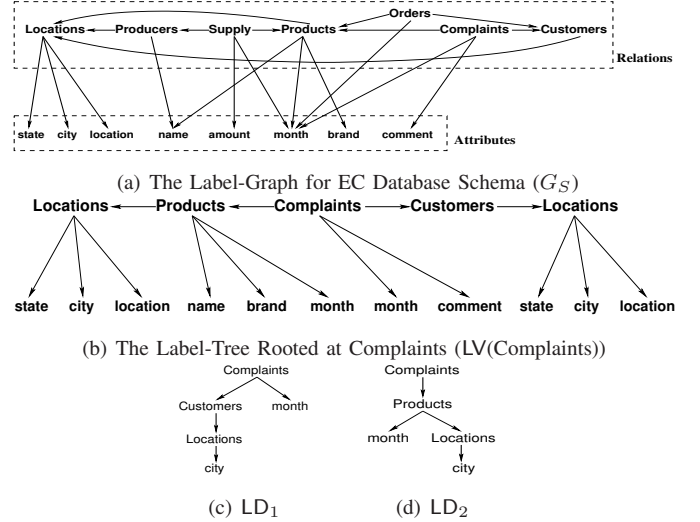 Orders
Locations Producers Supply Products Complaints Customers
Relations
state city location name amount month brand comment
Attributes
(a) The Label-Graph for EC Database Schema (G_S)
Locations Products Complaints Customers Locations
state city location name brand month month comment state city location
(b) The Label-Tree Rooted at Complaints (LV(Complaints))
Complaints Complaints
Customers month Products
Locations month Locations
city city
(c) LD₁ (d) LD₂